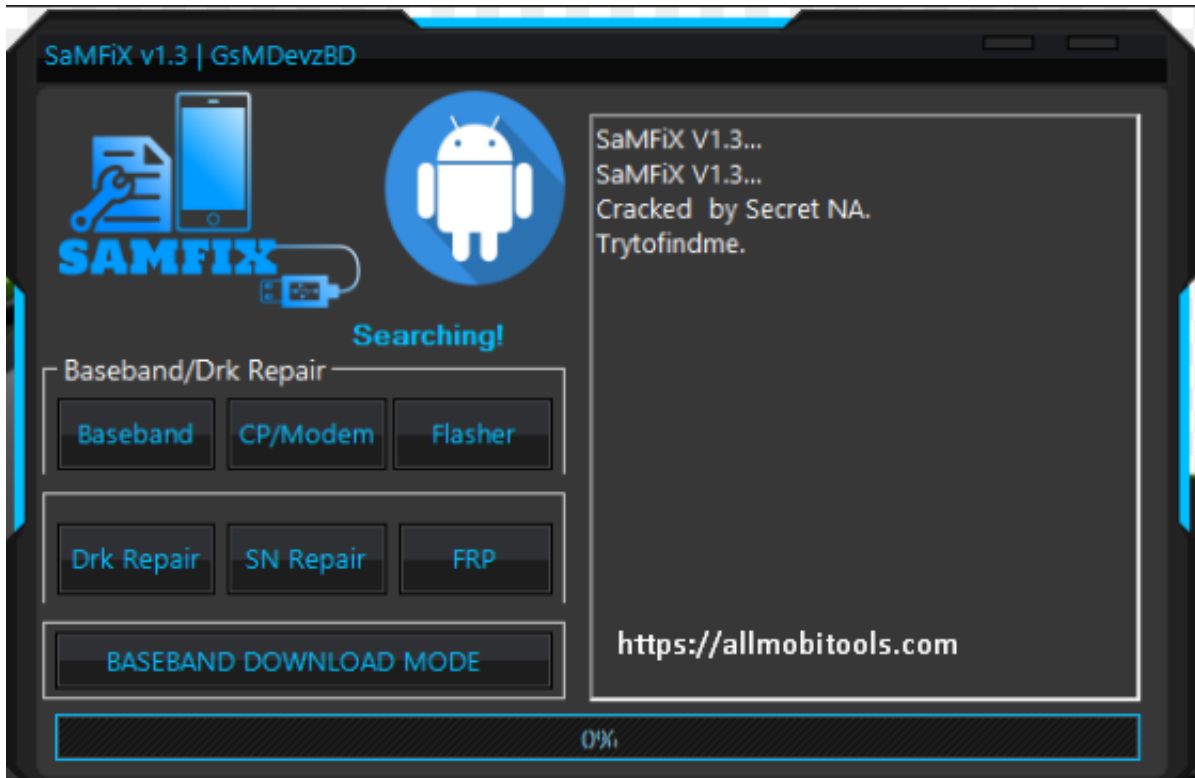 SaMFiX v1.3 | GsMDevzBD
SAMFIX
Searching!
Baseband/Drk Repair
Baseband CP/Modem Flasher
Drk Repair SN Repair FRP
BASEBAND DOWNLOAD MODE
SaMFiX V1.3...
SaMFiX V1.3...
Cracked  by Secret NA.
Trytofindme.
https://allmobitools.com
0%